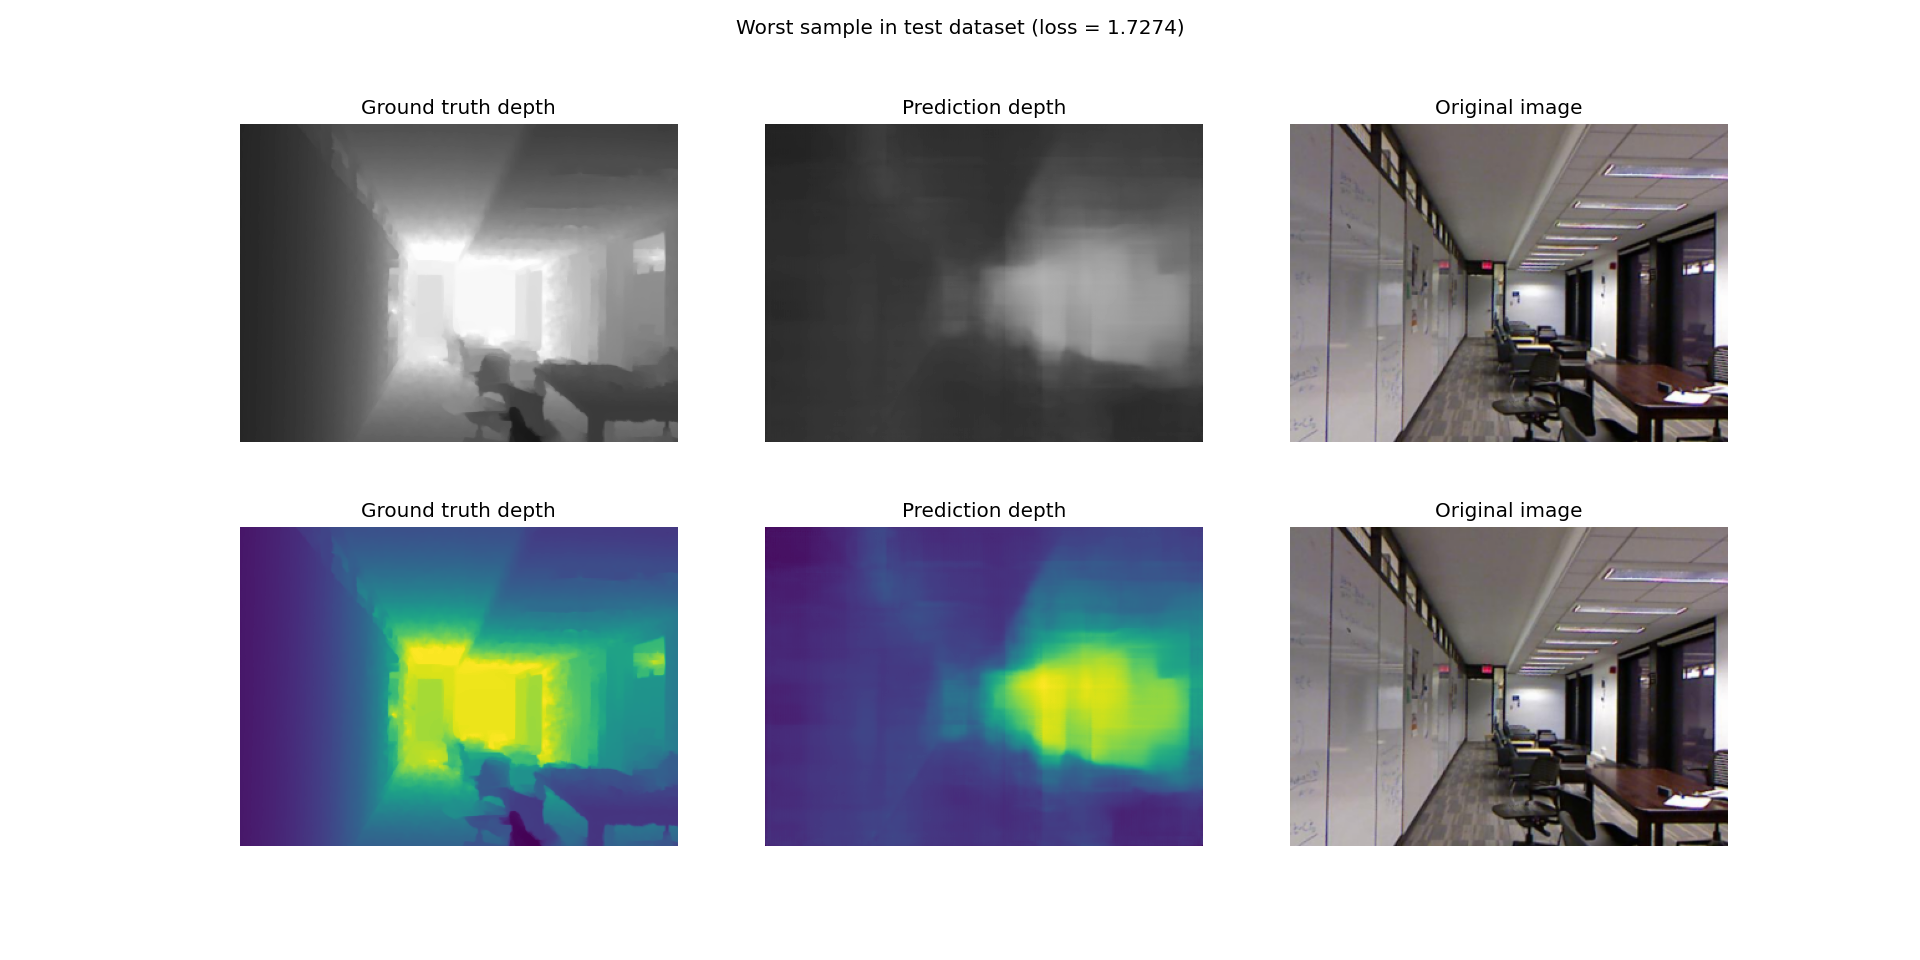 Worst sample in test dataset (loss = 1.7274)
Ground truth depth
Prediction depth
Original image
Ground truth depth
Prediction depth
Original image